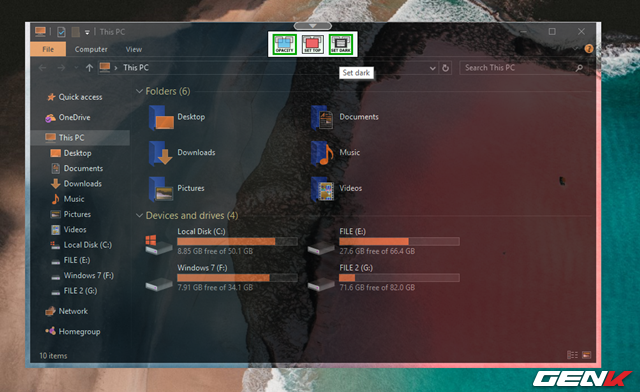 This PC
OPACITY SET TOP SET DARK
File Computer View
Set dark
This PC
Search This PC
Quick access
OneDrive
This PC
Desktop
Documents
Downloads
Music
Pictures
Videos
Local Disk (C:)
FILE (E:)
Windows 7 (F:)
FILE 2 (G:)
Network
Homegroup
Folders (6)
Desktop
Documents
Downloads
Music
Pictures
Videos
Devices and drives (4)
Local Disk (C:)
8.85 GB free of 50.1 GB
FILE (E:)
27.6 GB free of 66.4 GB
Windows 7 (F:)
7.91 GB free of 34.1 GB
FILE 2 (G:)
71.6 GB free of 82.0 GB
10 items
GENK